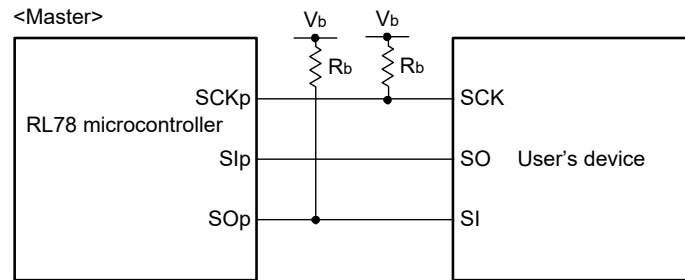 <Master>
Vb Vb
Rb Rb
SCKp SCK
RL78 microcontroller
SIp SO User's device
SOp SI